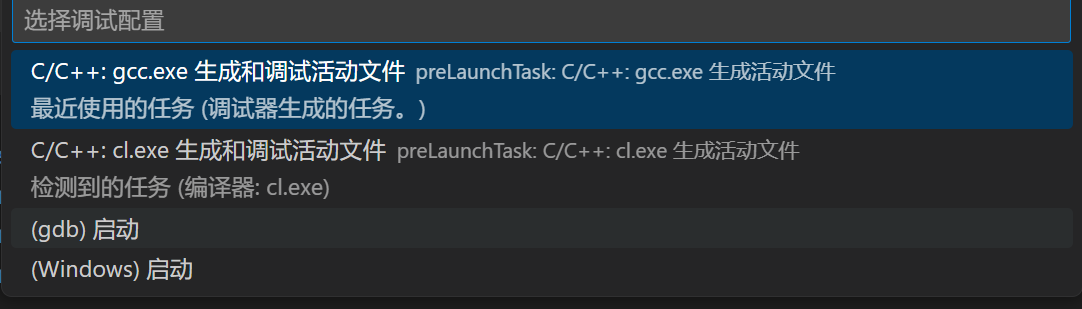 选择调试配置
C/C++: gcc.exe 生成和调试活动文件 preLaunchTask: C/C++: gcc.exe 生成活动文件
最近使用的任务 (调试器生成的任务。)
C/C++: cl.exe 生成和调试活动文件 preLaunchTask: C/C++: cl.exe 生成活动文件
检测到的任务 (编译器: cl.exe)
(gdb) 启动
(Windows) 启动